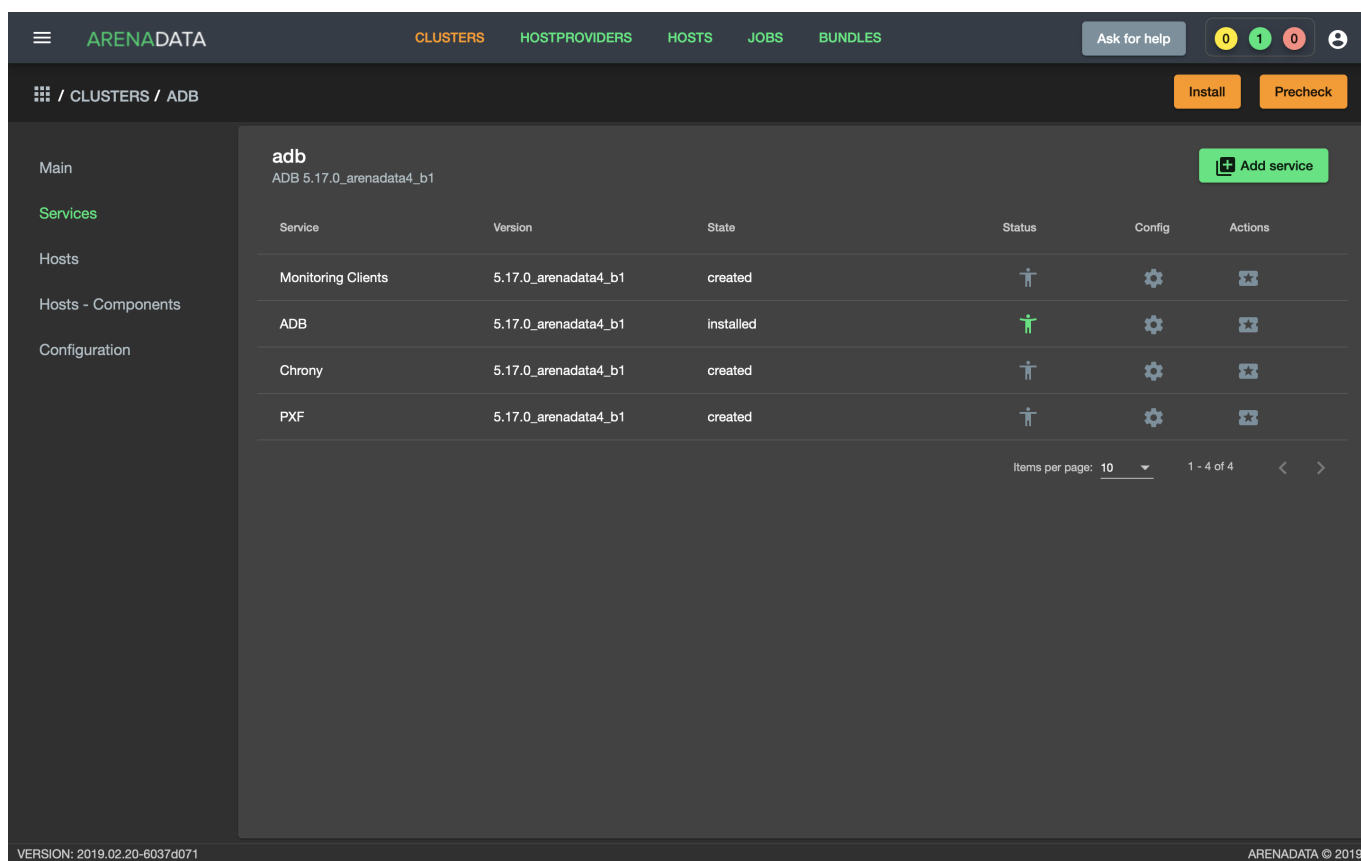 ARENADATA CLUSTERS HOSTPROVIDERS HOSTS JOBS BUNDLES Ask for help 0 1 0
/ CLUSTERS / ADB Install Precheck
Main
Services
Hosts
Hosts - Components
Configuration
adb
ADB 5.17.0_arenadata4_b1
Add service
Service Version State Status Config Actions
Monitoring Clients 5.17.0_arenadata4_b1 created
ADB 5.17.0_arenadata4_b1 installed
Chrony 5.17.0_arenadata4_b1 created
PXF 5.17.0_arenadata4_b1 created
Items per page: 10 1 - 4 of 4
VERSION: 2019.02.20-6037d071 ARENADATA © 2019